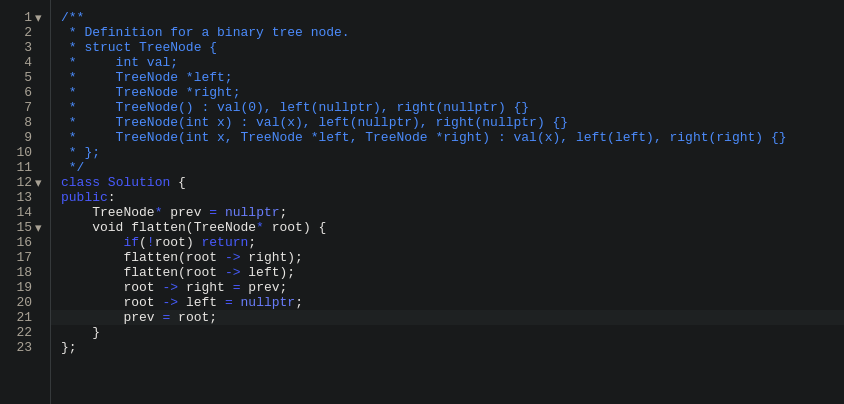 1 /**
2  * Definition for a binary tree node.
3  * struct TreeNode {
4  *     int val;
5  *     TreeNode *left;
6  *     TreeNode *right;
7  *     TreeNode() : val(0), left(nullptr), right(nullptr) {}
8  *     TreeNode(int x) : val(x), left(nullptr), right(nullptr) {}
9  *     TreeNode(int x, TreeNode *left, TreeNode *right) : val(x), left(left), right(right) {}
10  * };
11  */
12 class Solution {
13 public:
14     TreeNode* prev = nullptr;
15     void flatten(TreeNode* root) {
16         if(!root) return;
17         flatten(root -> right);
18         flatten(root -> left);
19         root -> right = prev;
20         root -> left = nullptr;
21         prev = root;
22     }
23 };